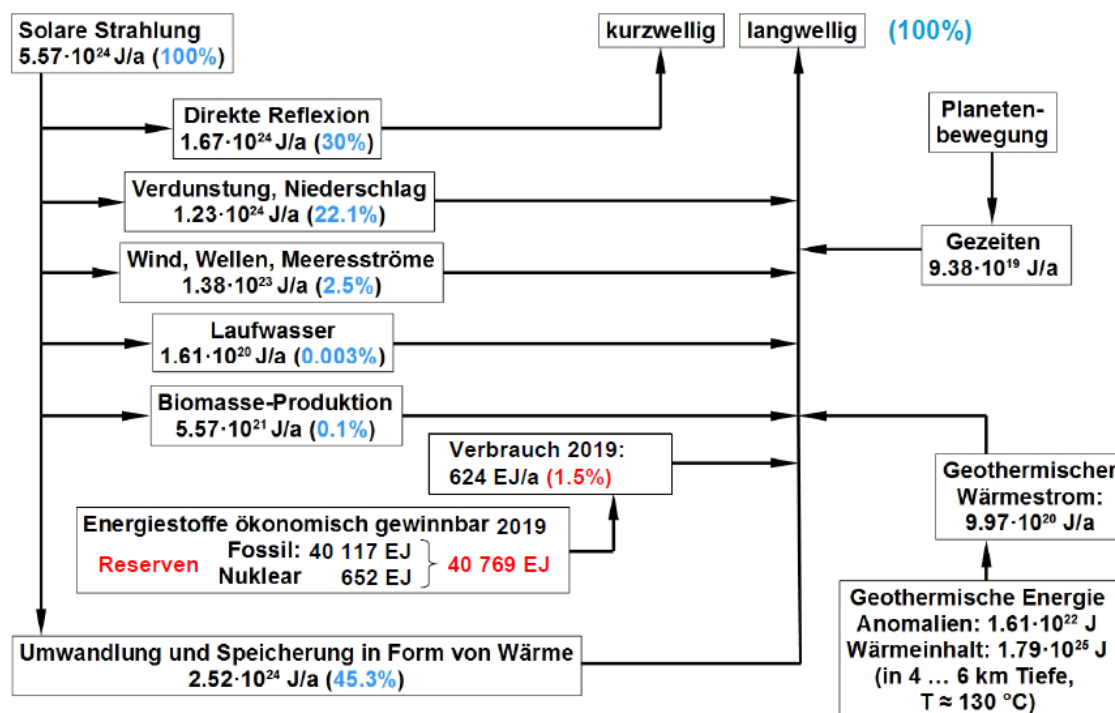 Solare Strahlung
5.57·10²⁴ J/a (100%)
kurzwellig
langwellig
(100%)
Direkte Reflexion
1.67·10²⁴ J/a (30%)
Planeten-
bewegung
Verdunstung, Niederschlag
1.23·10²⁴ J/a (22.1%)
Gezeiten
9.38·10¹⁹ J/a
Wind, Wellen, Meeresströme
1.38·10²³ J/a (2.5%)
Laufwasser
1.61·10²⁰ J/a (0.003%)
Biomasse-Produktion
5.57·10²¹ J/a (0.1%)
Verbrauch 2019:
624 EJ/a (1.5%)
Geothermischer
Wärmestrom:
9.97·10²⁰ J/a
Energiestoffe ökonomisch gewinnbar 2019
Reserven Fossil: 40 117 EJ
Nuklear 652 EJ
40 769 EJ
Geothermische Energie
Anomalien: 1.61·10²² J
Wärmeinhalt: 1.79·10²⁵ J
(in 4 … 6 km Tiefe,
T ≈ 130 °C)
Umwandlung und Speicherung in Form von Wärme
2.52·10²⁴ J/a (45.3%)